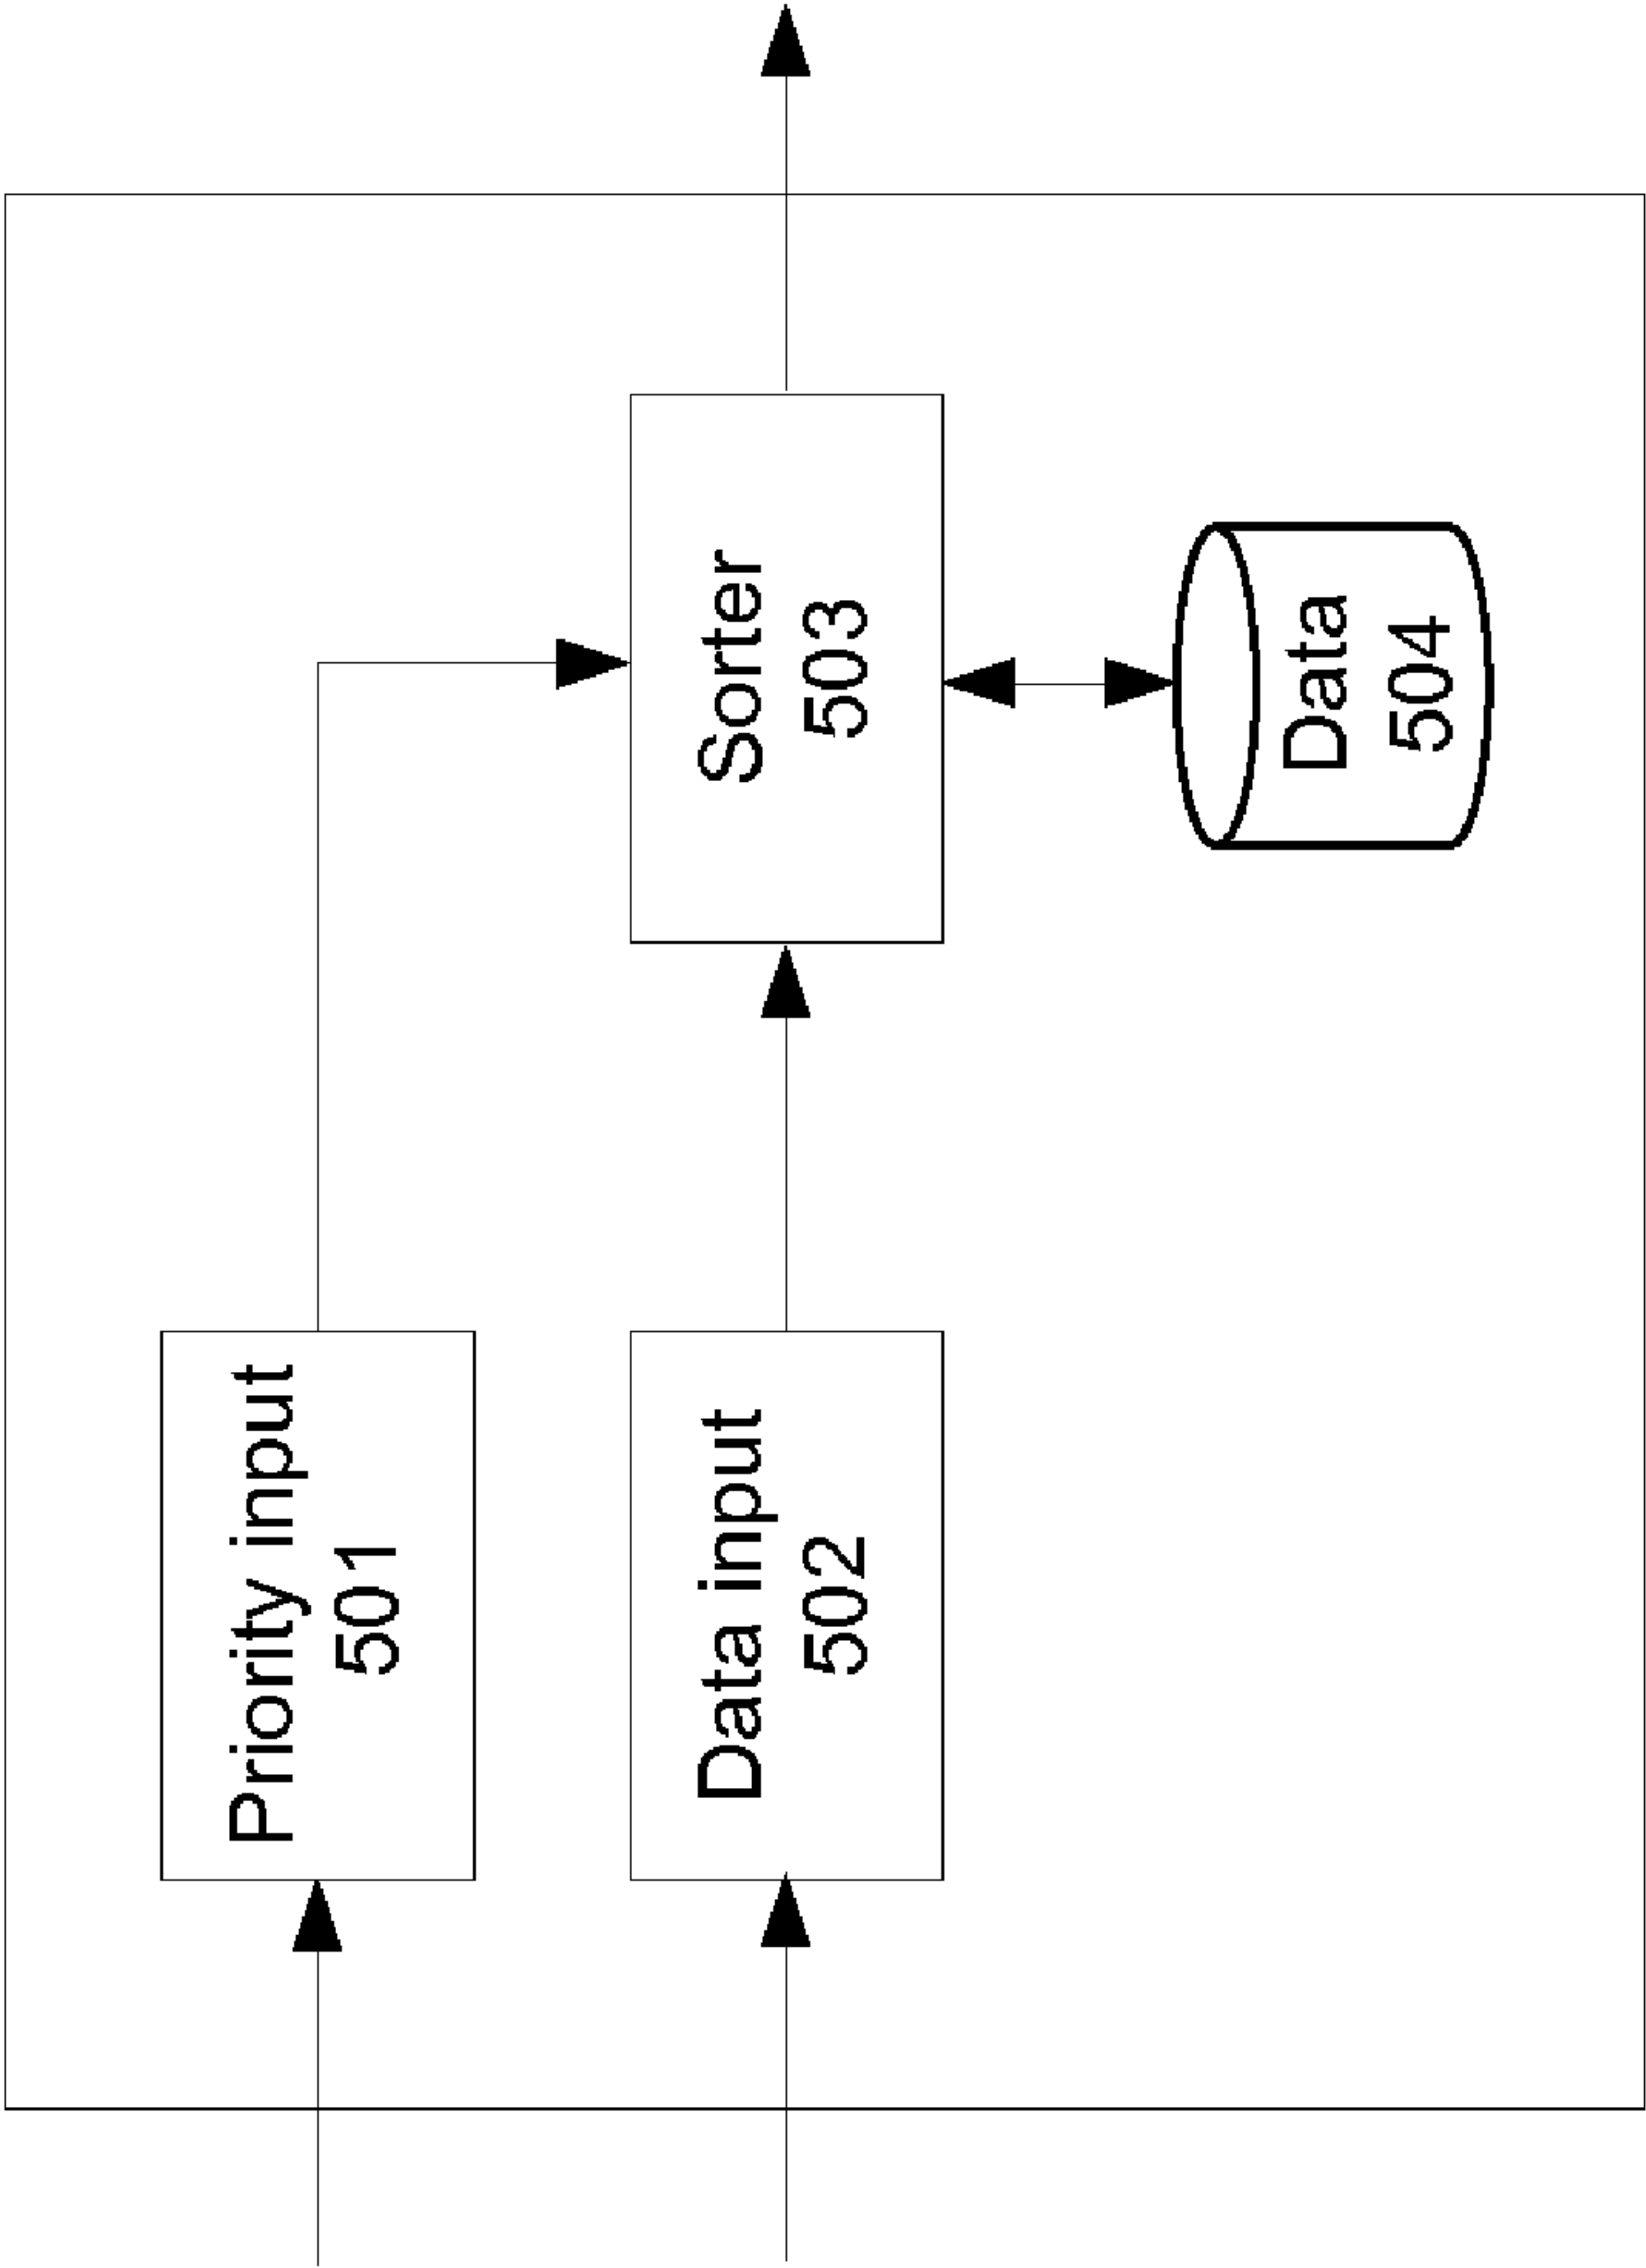 Priority input
501
Data input
502
Sorter
503
Data
504